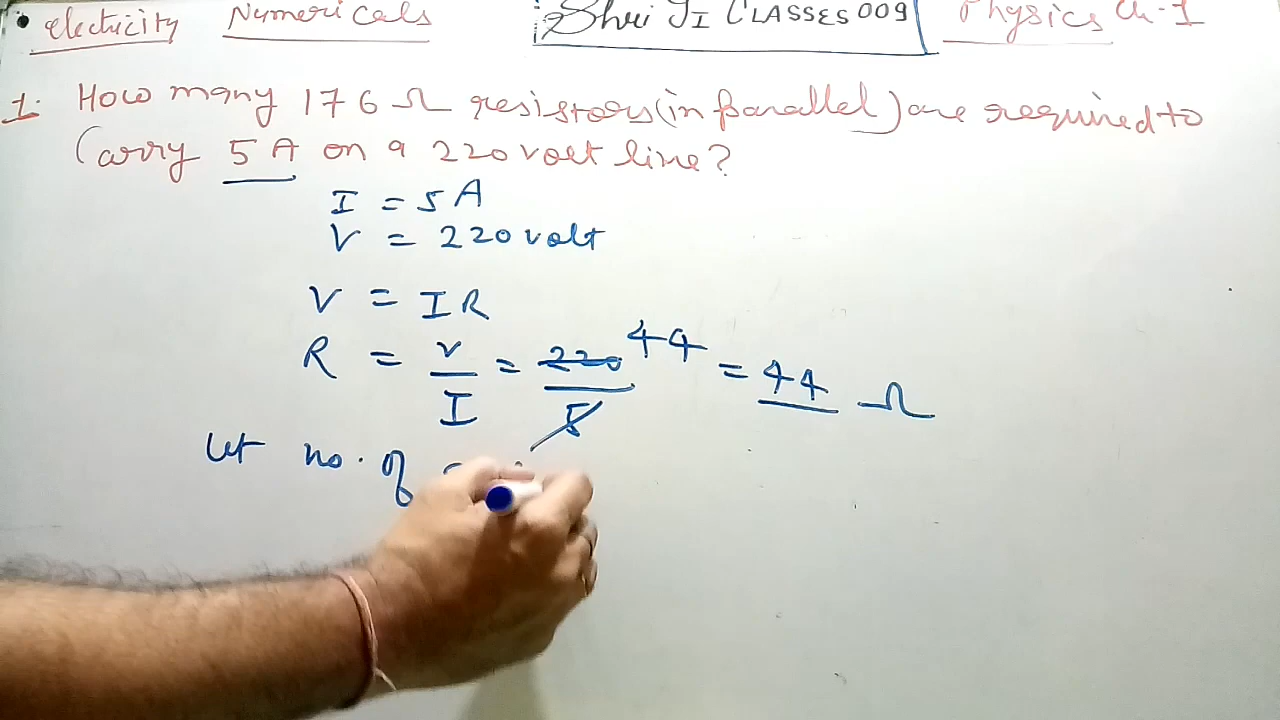 • electricity Numericals Shri JI CLASSES 009 Physics Ch-1
1. How many 176 Ω resistors (in parallel) are required to
Carry 5 A on a 220 volt line?
I = 5 A
V = 220 volt
V = IR
R = V/I = 220/5 44 = 44 Ω
Let no. of